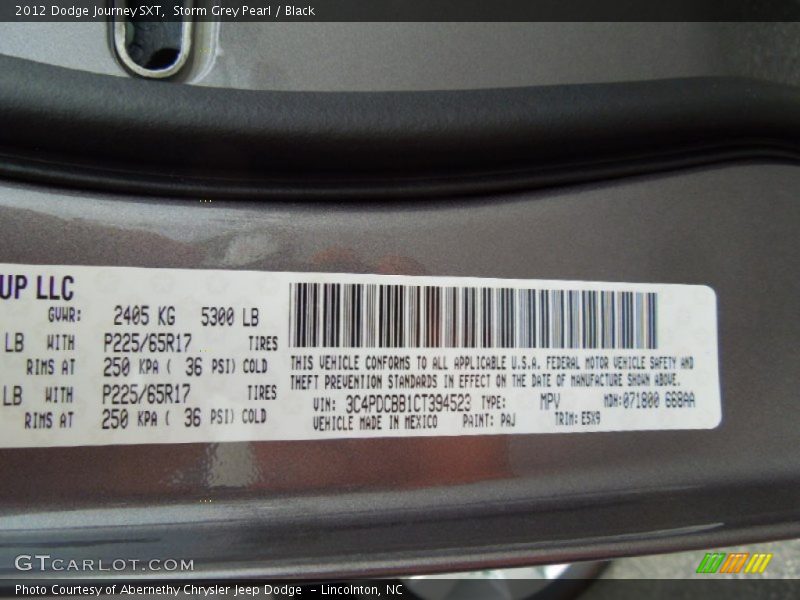 2012 Dodge Journey SXT, Storm Grey Pearl / Black
UP LLC
GVWR: 2405 KG 5300 LB
LB WITH P225/65R17 TIRES
RIMS AT 250 KPA ( 36 PSI) COLD
LB WITH P225/65R17 TIRES
RIMS AT 250 KPA ( 36 PSI) COLD
THIS VEHICLE CONFORMS TO ALL APPLICABLE U.S.A. FEDERAL MOTOR VEHICLE SAFETY AND
THEFT PREVENTION STANDARDS IN EFFECT ON THE DATE OF MANUFACTURE SHOWN ABOVE.
VIN: 3C4PDCBB1CT394523 TYPE: MPV MDH:071800 668AA
VEHICLE MADE IN MEXICO PAINT: PAJ TRIM: E5X9
GTCARLOT.COM
Photo Courtesy of Abernethy Chrysler Jeep Dodge - Lincolnton, NC